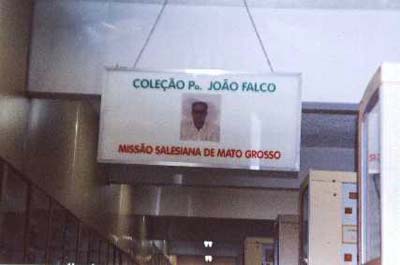 COLEÇÃO Pe. JOÃO FALCO
MISSÃO SALESIANA DE MATO GROSSO